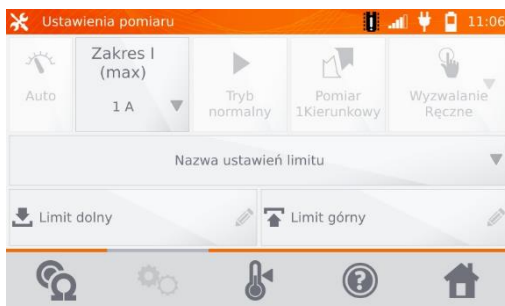 Ustawienia pomiaru
11:06
Auto
Zakres I
(max)
1 A
Tryb
normalny
Pomiar
1Kierunkowy
Wyzwalanie
Ręczne
Nazwa ustawień limitu
Limit dolny
Limit górny